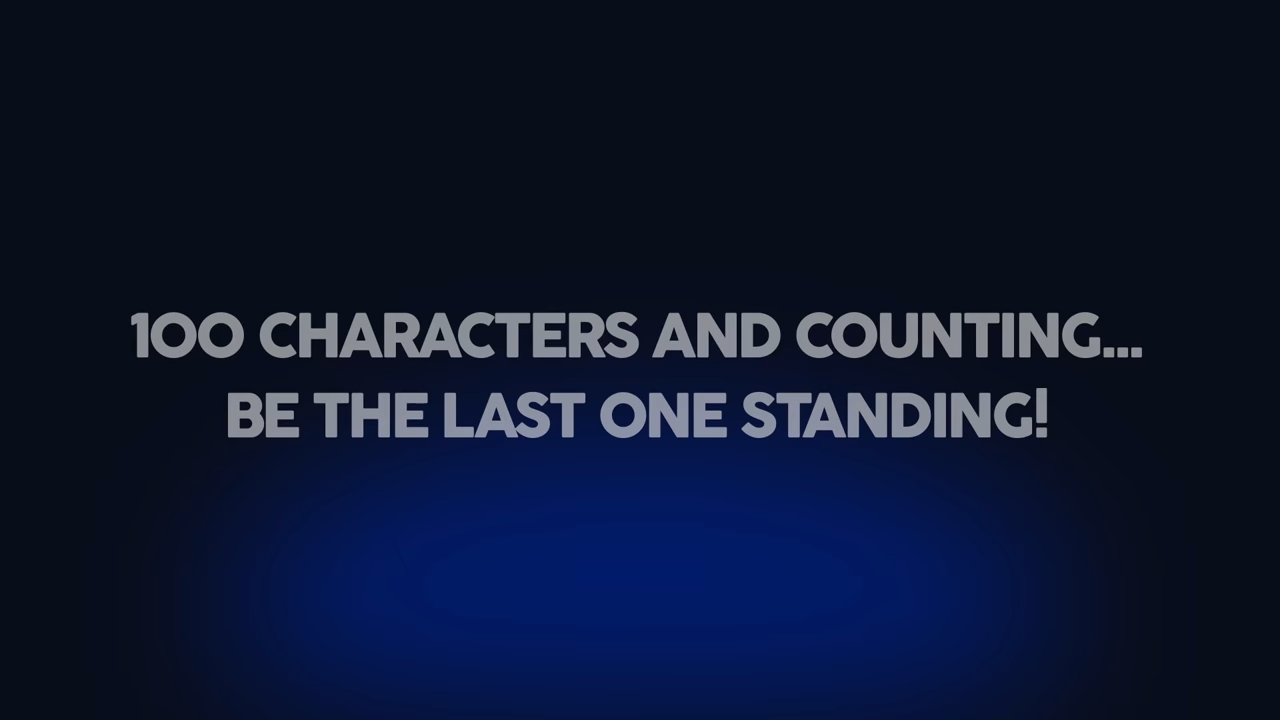 100 CHARACTERS AND COUNTING...
BE THE LAST ONE STANDING!